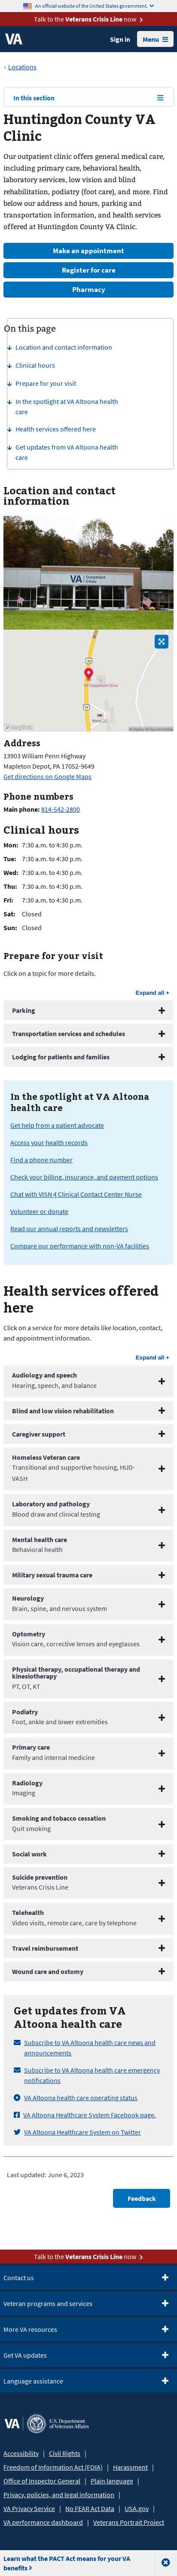 An official website of the United States government.
Talk to the Veterans Crisis Line now
VA
Sign in
Menu
Locations
In this section
Huntingdon County VA
Clinic
Our outpatient clinic offers primary care and
specialty health services, including
mental health care, low vision and blind
rehabilitation, podiatry (foot care), and more. Find
below our address and hours, parking and
transportation information, and health services
offered at Huntingdon County VA Clinic.
Make an appointment
Register for care
Pharmacy
On this page
Location and contact information
Clinical hours
Prepare for your visit
In the spotlight at VA Altoona health
care
Health services offered here
Get updates from VA Altoona health
care
Location and contact
information
VA Outpatient Clinic
mapbox
Address
93493 William Penn Highway
Mapleton Depot, PA 17052-9649
Get directions on Google Maps
Phone numbers
Main phone: 814-542-2800
Clinical hours
Mon: 7:30 a.m. to 4:30 p.m.
Tue: 7:30 a.m. to 4:30 p.m.
Wed: 7:30 a.m. to 4:30 p.m.
Thu: 7:30 a.m. to 4:30 p.m.
Fri: 7:30 a.m. to 4:30 p.m.
Sat: Closed
Sun: Closed
Prepare for your visit
Click on a topic for more details.
Expand all +
Parking
Transportation services and schedules
Lodging for patients and families
In the spotlight at VA Altoona
health care
Get help from a patient advocate
Access your health records
Find a phone number
Check your billing, insurance, and payment options
Chat with VISN 4 Clinical Contact Center Nurse
Volunteer or donate
Read our annual reports and newsletters
Compare our performance with non-VA facilities
Health services offered
here
Click on a service for more details like location, contact,
and appointment information.
Expand all +
Audiology and speech
Hearing, speech, and balance
Blind and low vision rehabilitation
Caregiver support
Homeless Veteran care
Transitional and supportive housing, HUD-
VASH
Laboratory and pathology
Blood draw and clinical testing
Mental health care
Behavioral health
Military sexual trauma care
Neurology
Brain, spine, and nervous system
Optometry
Vision care, corrective lenses and eyeglasses
Physical therapy, occupational therapy and
kinesiotherapy
PT, OT, KT
Podiatry
Foot, ankle and lower extremities
Primary care
Family and internal medicine
Radiology
Imaging
Smoking and tobacco cessation
Quit smoking
Social work
Suicide prevention
Veterans Crisis Line
Telehealth
Video visits, remote care, care by telephone
Travel reimbursement
Wound care and ostomy
Get updates from VA
Altoona health care
Subscribe to VA Altoona health care news and
announcements
Subscribe to VA Altoona health care emergency
notifications
VA Altoona health care operating status
VA Altoona Healthcare System Facebook page.
VA Altoona Healthcare System on Twitter
Last updated: June 6, 2023
Feedback
Talk to the Veterans Crisis Line now
Contact us
Veteran programs and services
More VA resources
Get VA updates
Language assistance
VA U.S. Department
of Veterans Affairs
Accessibility | Civil Rights |
Freedom of Information Act (FOIA) | Harassment |
Office of Inspector General | Plain language |
Privacy, policies, and legal information |
VA Privacy Service | No FEAR Act Data | USA.gov |
VA performance dashboard | Veterans Portrait Project
Learn what the PACT Act means for your VA
benefits